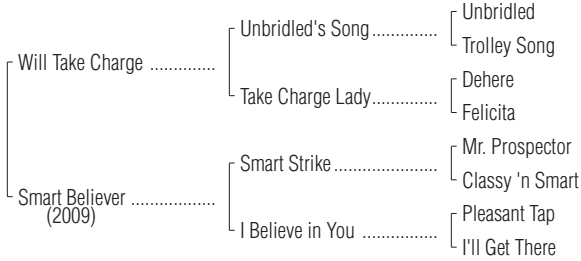 Unbridled
Unbridled's Song..............
Trolley Song
Will Take Charge ..............
Dehere
Take Charge Lady..............
Felicita
Mr. Prospector
Smart Strike ......................
Classy 'n Smart
Smart Believer ..................
(2009)
Pleasant Tap
I Believe in You ................
I'll Get There